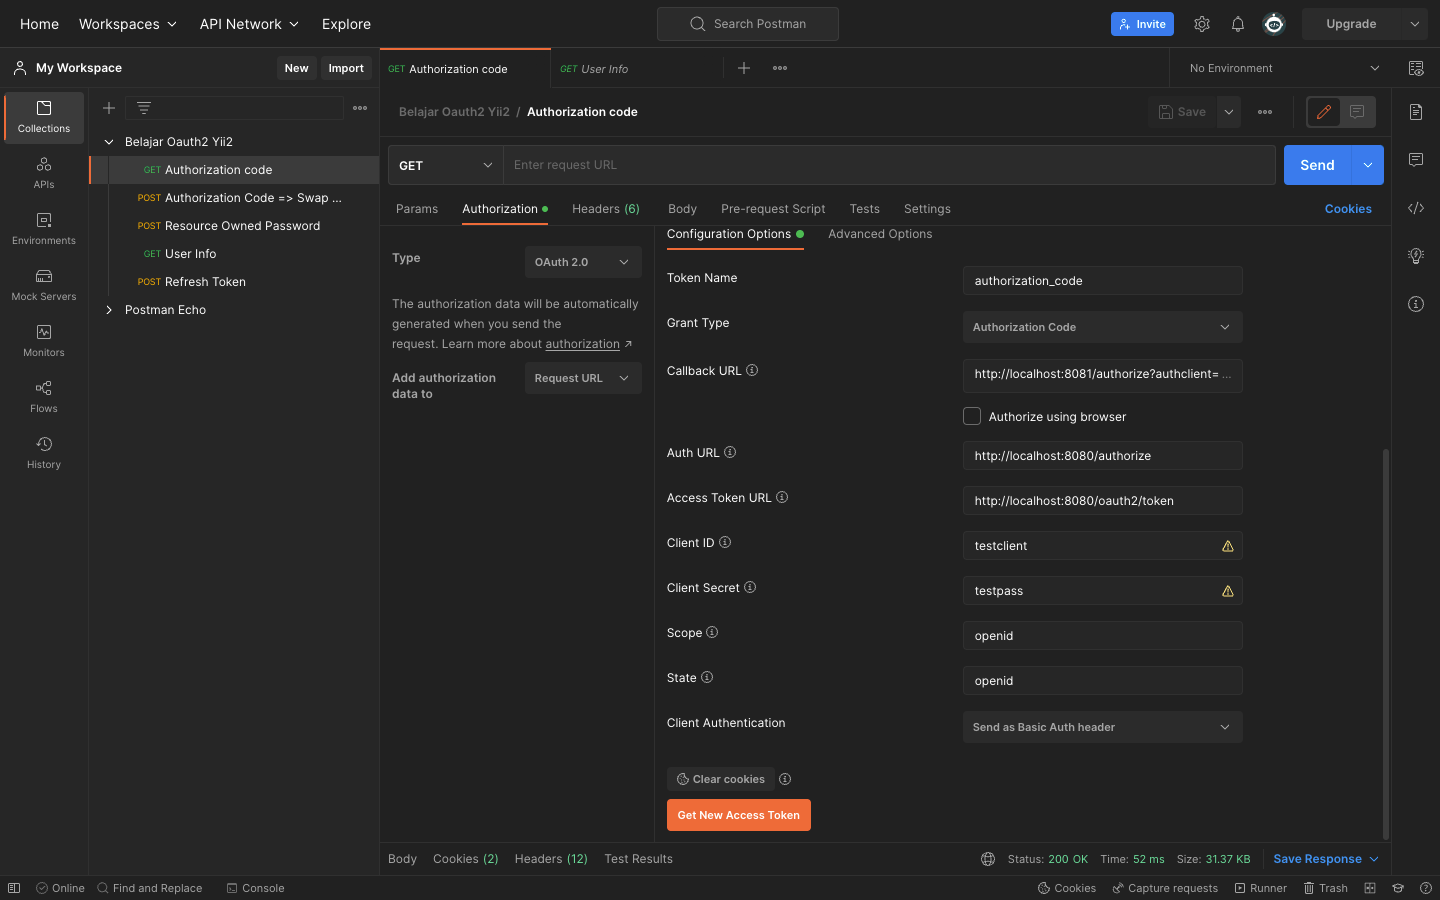 Home Workspaces API Network Explore Search Postman Invite Upgrade
My Workspace New Import
GET Authorization code GET User Info No Environment
Belajar Oauth2 Yii2 / Authorization code Save
Collections
APIs
Environments
Mock Servers
Monitors
Flows
History
Belajar Oauth2 Yii2
GET Authorization code
POST Authorization Code => Swap ...
POST Resource Owned Password
GET User Info
POST Refresh Token
Postman Echo
GET Enter request URL Send
Params Authorization Headers (6) Body Pre-request Script Tests Settings Cookies
Type OAuth 2.0
The authorization data will be automatically
generated when you send the
request. Learn more about authorization ↗
Add authorization
data to
Request URL
Configuration Options Advanced Options
Token Name authorization_code
Grant Type Authorization Code
Callback URL http://localhost:8081/authorize?authclient= ...
Authorize using browser
Auth URL http://localhost:8080/authorize
Access Token URL http://localhost:8080/oauth2/token
Client ID testclient
Client Secret testpass
Scope openid
State openid
Client Authentication Send as Basic Auth header
Clear cookies
Get New Access Token
Body Cookies (2) Headers (12) Test Results Status: 200 OK Time: 52 ms Size: 31.37 KB Save Response
Online Find and Replace Console Cookies Capture requests Runner Trash